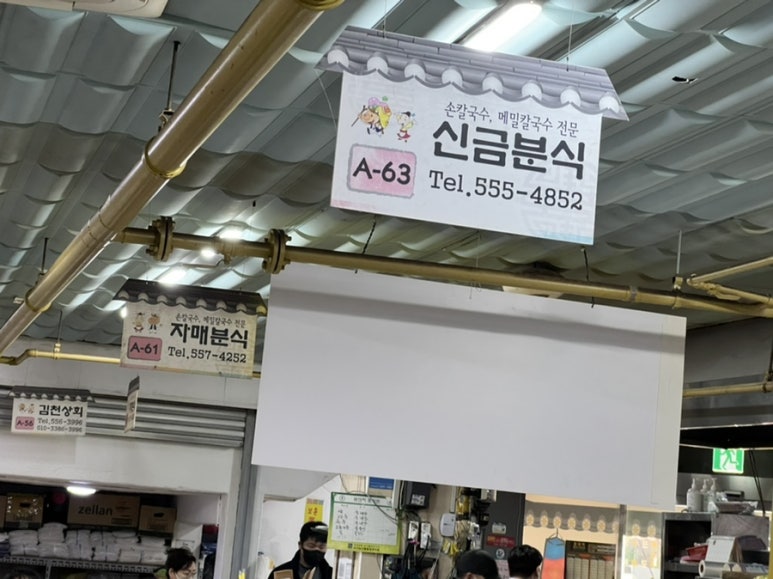 손칼국수, 메밀칼국수 전문
신금분식
A-63
Tel.555-4852
손칼국수, 메밀칼국수 전문
자매분식
A-61
Tel.557-4252
김천상회
A-56
Tel.556-3996
zellan